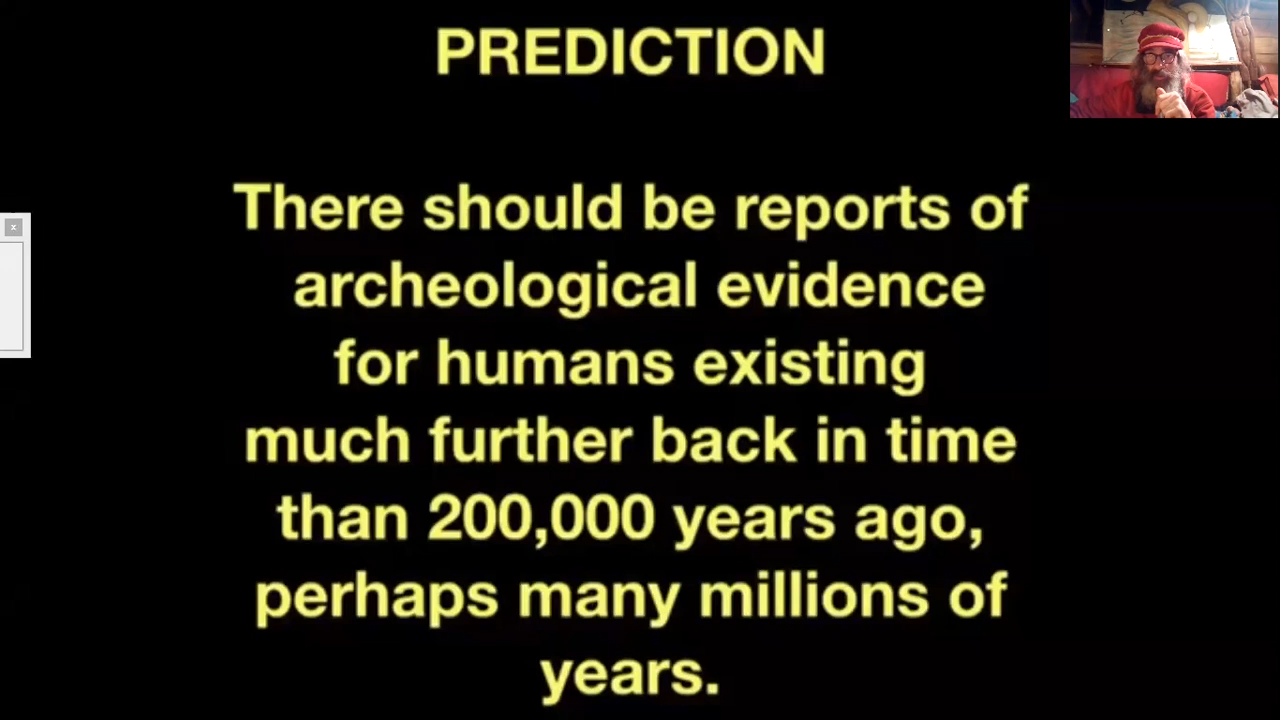 PREDICTION
There should be reports of
archeological evidence
for humans existing
much further back in time
than 200,000 years ago,
perhaps many millions of
years.
x